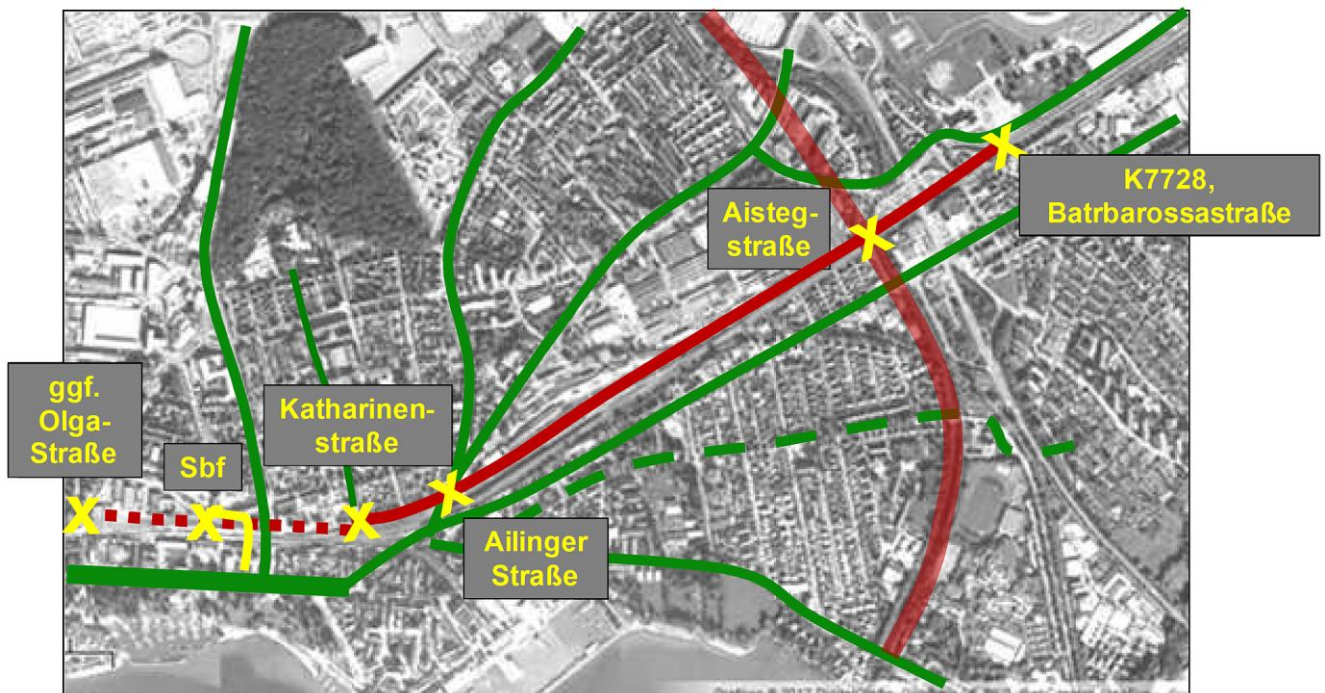 K7728,
Batrbarossastraße
Aisteg-
straße
ggf.
Olga-
Straße
Sbf
Katharinen-
straße
Ailinger
Straße